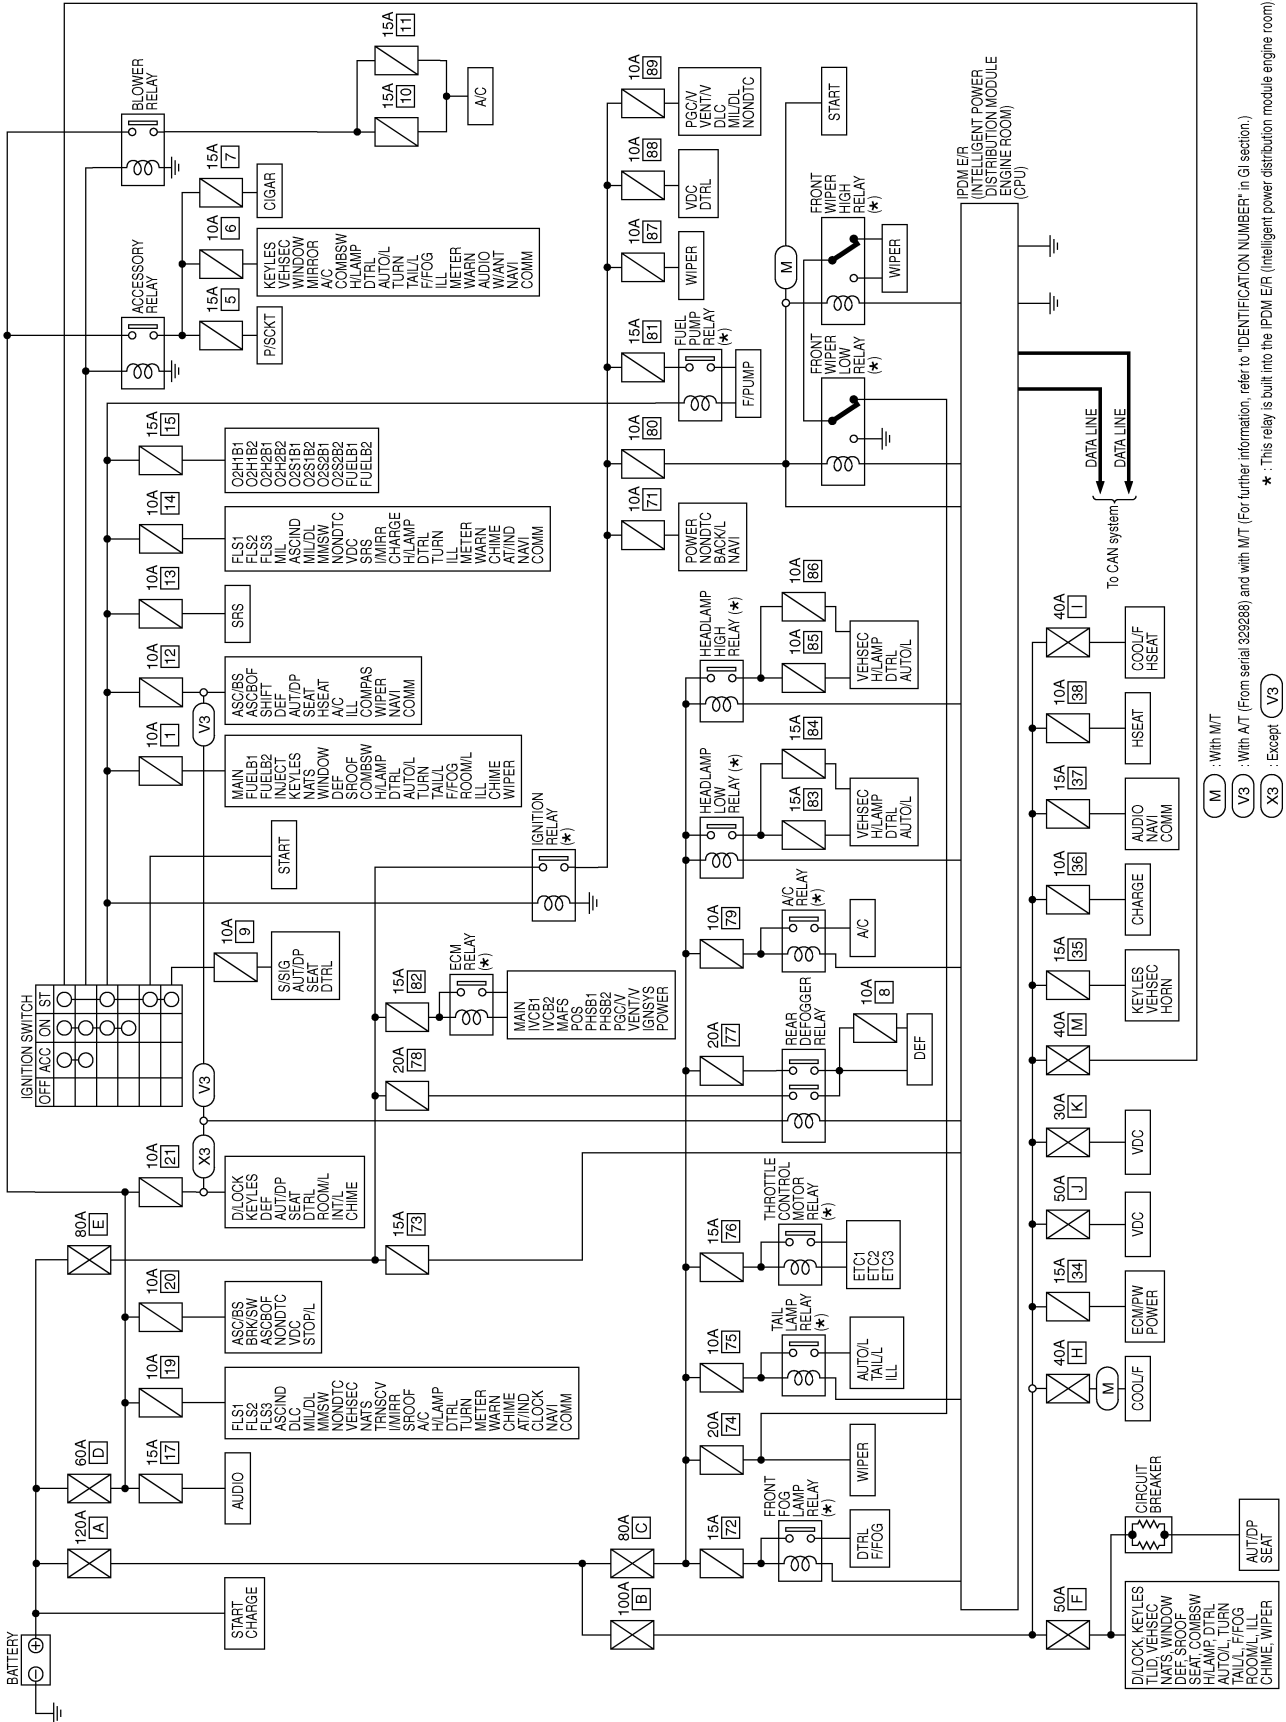 BATTERY
START
CHARGE
120A
A
60A
D
15A
17
AUDIO
10A
19
FLS1
FLS2
FLS3
ASCIND
DLC
MIL/DL
MMSW
NONDTC
VEHSEC
NATS
TRNSCV
I/MIRR
SROOF
A/C
H/LAMP
DTRL
TURN
METER
WARN
CHIME
AT/IND
CLOCK
NAVI
COMM
10A
20
ASC/BS
BRK/SW
ASCBOF
NONDTC
VDC
STOP/L
80A
E
10A
21
D/LOCK
KEYLES
DEF
AUT/DP
SEAT
DTRL
ROOM/L
INT/L
CHIME
X3
V3
IGNITION SWITCH
OFF
ACC
ON
ST
10A
9
S/SIG
AUT/DP
SEAT
DTRL
START
10A
1
MAIN
FUELB1
FUELB2
INJECT
KEYLES
NATS
WINDOW
DEF
SROOF
COMBSW
H/LAMP
DTRL
AUTO/L
TURN
TAIL/L
F/FOG
ROOM/L
ILL
CHIME
WIPER
V3
10A
12
ASC/BS
ASCBOF
SHIFT
DEF
AUT/DP
SEAT
HSEAT
A/C
ILL
COMPAS
WIPER
NAVI
COMM
10A
13
SRS
10A
14
FLS1
FLS2
FLS3
MIL
ASCIND
MIL/DL
MMSW
NONDTC
VDC
SRS
I/MIRR
CHARGE
H/LAMP
DTRL
TURN
ILL
METER
WARN
CHIME
AT/IND
NAVI
COMM
15A
15
O2H1B1
O2H1B2
O2H2B1
O2H2B2
O2S1B1
O2S1B2
O2S2B1
O2S2B2
FUELB1
FUELB2
ACCESSORY
RELAY
15A
5
P/SCKT
10A
6
KEYLES
VEHSEC
WINDOW
MIRROR
A/C
COMBSW
H/LAMP
DTRL
AUTO/L
TURN
TAIL/L
F/FOG
ILL
METER
WARN
AUDIO
W/ANT
NAVI
COMM
15A
7
CIGAR
BLOWER
RELAY
15A
10
15A
11
A/C
15A
73
20A
78
15A
82
ECM
RELAY
(*)
MAIN
IVCB1
IVCB2
MAFS
POS
PHSB1
PHSB2
PGC/V
VENT/V
IGNSYS
POWER
IGNITION
RELAY
(*)
100A
B
80A
C
15A
72
FRONT
FOG
LAMP
RELAY
(*)
DTRL
F/FOG
20A
74
WIPER
10A
75
TAIL
LAMP
RELAY
(*)
AUTO/L
TAIL/L
ILL
15A
76
THROTTLE
CONTROL
MOTOR
RELAY
(*)
ETC1
ETC2
ETC3
20A
77
REAR
DEFOGGER
RELAY
10A
8
DEF
10A
79
A/C
RELAY
(*)
A/C
HEADLAMP
LOW
RELAY (*)
15A
83
15A
84
VEHSEC
H/LAMP
DTRL
AUTO/L
HEADLAMP
HIGH
RELAY (*)
10A
85
10A
86
VEHSEC
H/LAMP
DTRL
AUTO/L
10A
71
POWER
NONDTC
BACK/L
NAVI
10A
80
15A
81
FUEL
PUMP
RELAY
(*)
F/PUMP
10A
87
WIPER
10A
88
VDC
DTRL
10A
89
PGC/V
VENT/V
DLC
MIL/DL
NONDTC
START
M
FRONT
WIPER
LOW
RELAY
(*)
FRONT
WIPER
HIGH
RELAY
(*)
WIPER
IPDM E/R
(INTELLIGENT POWER
DISTRIBUTION MODULE
ENGINE ROOM)
(CPU)
DATA LINE
DATA LINE
To CAN system
50A
F
D/LOCK, KEYLES
TLID, VEHSEC
NATS, WINDOW
DEF, SROOF
SEAT, COMBSW
H/LAMP, DTRL
AUTO/L, TURN
TAIL/L, F/FOG
ROOM/L, ILL
CHIME, WIPER
CIRCUIT
BREAKER
AUT/DP
SEAT
40A
H
M
COOL/F
15A
34
ECM/PW
POWER
50A
J
VDC
30A
K
VDC
40A
M
15A
35
KEYLES
VEHSEC
HORN
10A
36
CHARGE
15A
37
AUDIO
NAVI
COMM
10A
38
HSEAT
40A
I
COOL/F
HSEAT
M : With M/T
V3 : With A/T (From serial 329288) and with M/T (For further information, refer to "IDENTIFICATION NUMBER" in GI section.)
X3 : Except V3
* : This relay is built into the IPDM E/R (Intelligent power distribution module engine room)